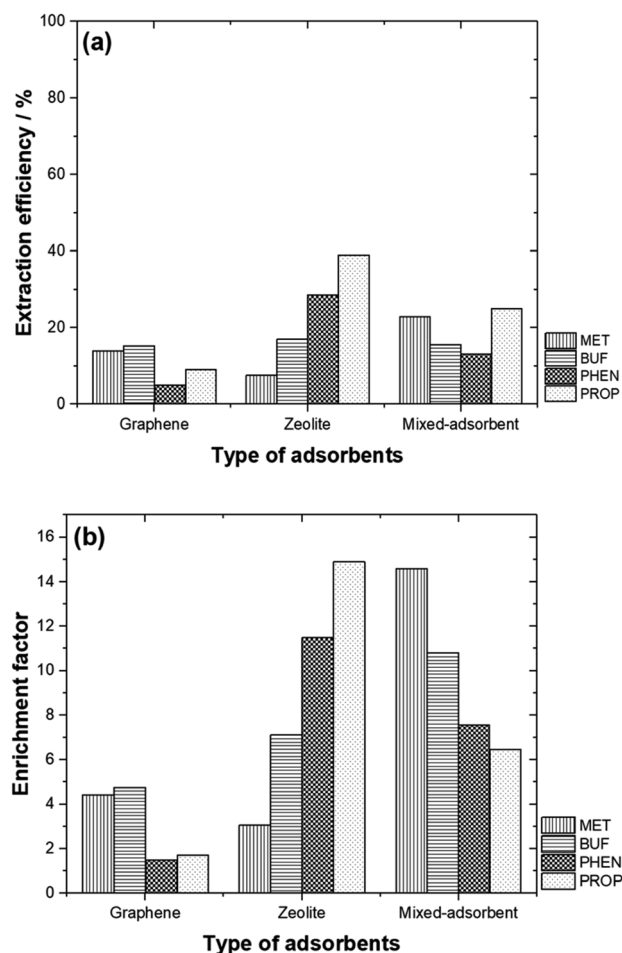 (a)
Extraction efficiency / %
100
80
60
40
20
0
Graphene Zeolite Mixed-adsorbent
Type of adsorbents
MET
BUF
PHEN
PROP
(b)
Enrichment factor
16
14
12
10
8
6
4
2
0
Graphene Zeolite Mixed-adsorbent
Type of adsorbents
MET
BUF
PHEN
PROP